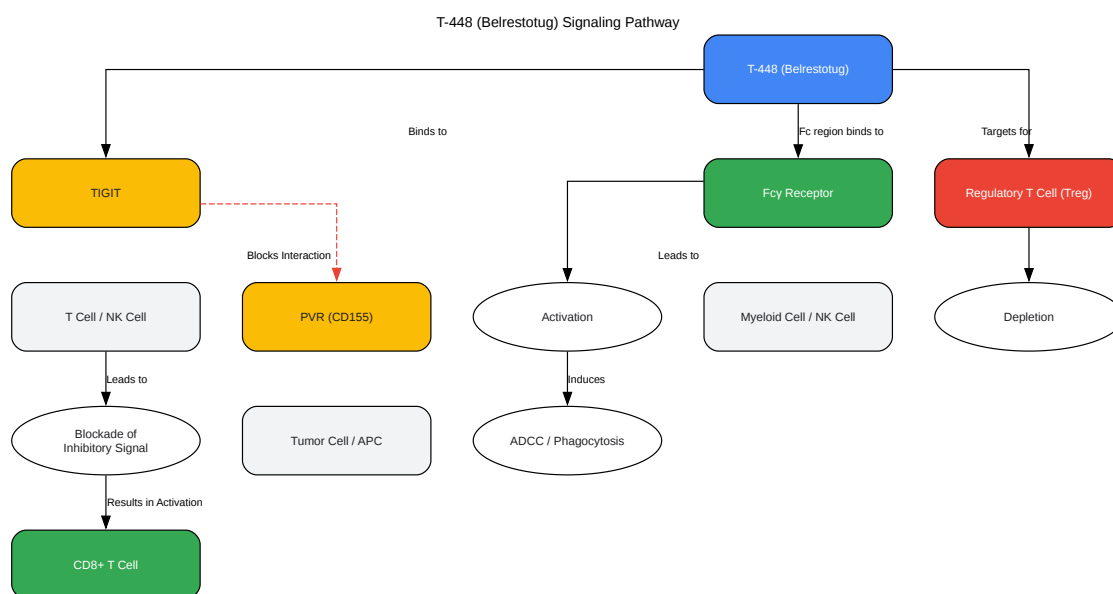 T-448 (Belrestotug) Signaling Pathway
T-448 (Belrestotug)
Binds to
Fc region binds to
Targets for
TIGIT
Fcγ Receptor
Regulatory T Cell (Treg)
Blocks Interaction
Leads to
T Cell / NK Cell
PVR (CD155)
Activation
Myeloid Cell / NK Cell
Depletion
Leads to
Induces
Blockade of
Inhibitory Signal
Tumor Cell / APC
ADCC / Phagocytosis
Results in Activation
CD8+ T Cell